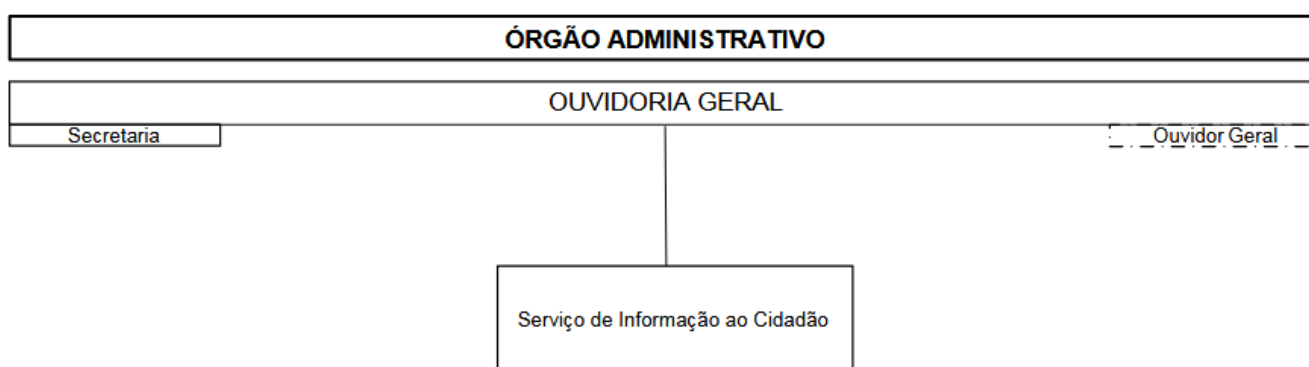 ÓRGÃO ADMINISTRATIVO
OUVIDORIA GERAL
Secretaria
Ouvidor Geral
Serviço de Informação ao Cidadão